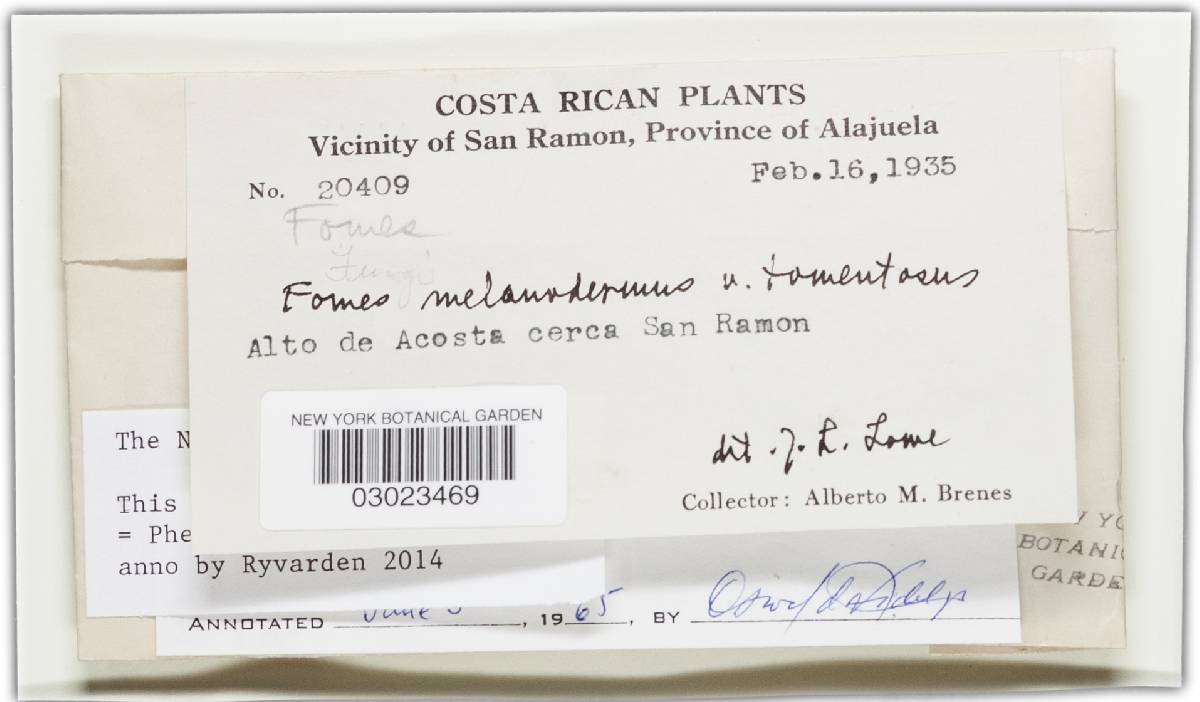 COSTA RICAN PLANTS
Vicinity of San Ramon, Province of Alajuela
No. 20409
Feb.16,1935
Fomes
Fungi
Fomes melanodermus v. tomentosus
Alto de Acosta cerca San Ramon
NEW YORK BOTANICAL GARDEN
03023469
det. J. L. Lowe
Collector: Alberto M. Brenes
The N
This
= Phe
anno by Ryvarden 2014
ANNOTATED June , 1965, BY
Y YO
BOTANI
GARDE